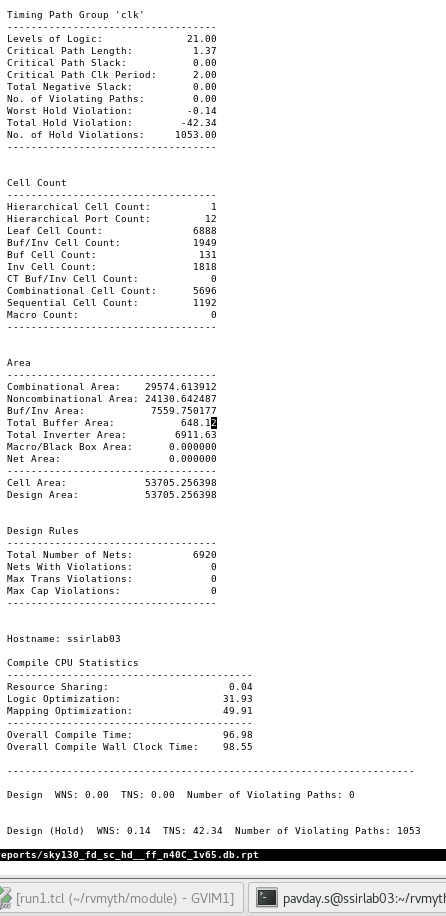 Timing Path Group 'clk'
-----------------------------------
Levels of Logic: 21.00
Critical Path Length: 1.37
Critical Path Slack: 0.00
Critical Path Clk Period: 2.00
Total Negative Slack: 0.00
No. of Violating Paths: 0.00
Worst Hold Violation: -0.14
Total Hold Violation: -42.34
No. of Hold Violations: 1053.00
-----------------------------------
Cell Count
-----------------------------------
Hierarchical Cell Count: 1
Hierarchical Port Count: 12
Leaf Cell Count: 6888
Buf/Inv Cell Count: 1949
Buf Cell Count: 131
Inv Cell Count: 1818
CT Buf/Inv Cell Count: 0
Combinational Cell Count: 5696
Sequential Cell Count: 1192
Macro Count: 0
-----------------------------------
Area
-----------------------------------
Combinational Area: 29574.613912
Noncombinational Area: 24130.642487
Buf/Inv Area: 7559.750177
Total Buffer Area: 648.12
Total Inverter Area: 6911.63
Macro/Black Box Area: 0.000000
Net Area: 0.000000
-----------------------------------
Cell Area: 53705.256398
Design Area: 53705.256398
Design Rules
-----------------------------------
Total Number of Nets: 6920
Nets With Violations: 0
Max Trans Violations: 0
Max Cap Violations: 0
-----------------------------------
Hostname: ssirlab03
Compile CPU Statistics
-----------------------------------------
Resource Sharing: 0.04
Logic Optimization: 31.93
Mapping Optimization: 49.91
-----------------------------------------
Overall Compile Time: 96.98
Overall Compile Wall Clock Time: 98.55
--------------------------------------------------------------------
Design WNS: 0.00 TNS: 0.00 Number of Violating Paths: 0
Design (Hold) WNS: 0.14 TNS: 42.34 Number of Violating Paths: 1053
eports/sky130_fd_sc_hd__ff_n40C_1v65.db.rpt
[run1.tcl (~/rvmyth/module) - GVIM1]
pavday.s@ssirlab03:~/rvmyt